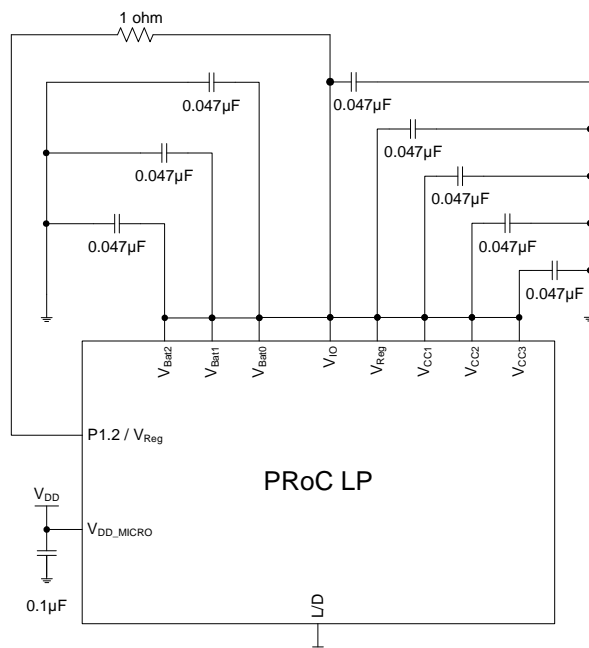 1 ohm
0.047µF
0.047µF
0.047µF
0.047µF
0.047µF
0.047µF
0.047µF
0.047µF
VBat2
VBat1
VBat0
VIO
VReg
VCC1
VCC2
VCC3
P1.2 / VReg
PRoC LP
VDD
VDD_MICRO
0.1µF
L/D